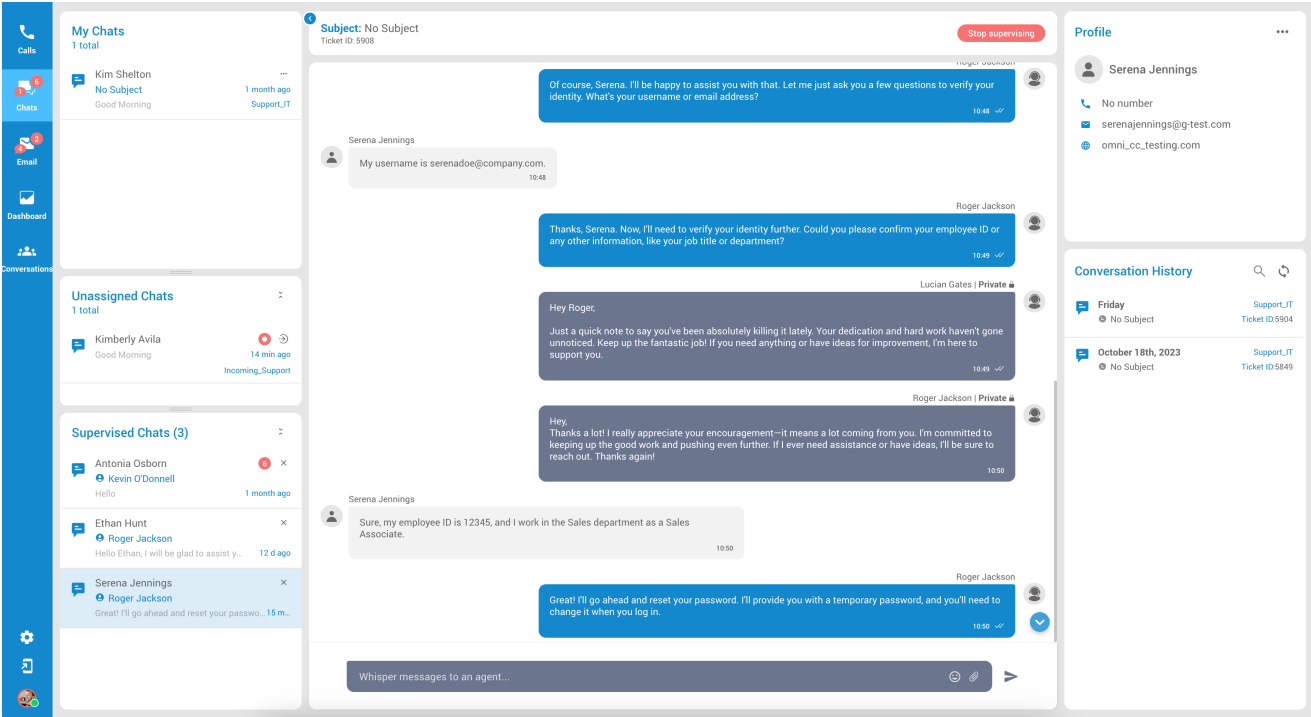 Calls
6
1
Chats
2
4
Email
Dashboard
Conversations
My Chats
1 total
Kim Shelton
No Subject
1 month ago
Good Morning
Support_IT
Unassigned Chats
1 total
Kimberly Avila
Good Morning
14 min ago
Incoming_Support
Supervised Chats (3)
Antonia Osborn
6
Kevin O'Donnell
Hello
1 month ago
Ethan Hunt
Roger Jackson
Hello Ethan, I will be glad to assist y...
12 d ago
Serena Jennings
Roger Jackson
Great! I'll go ahead and reset your passwo...
15 m...
Subject: No Subject
Ticket ID: 5908
Stop supervising
Roger Jackson
Of course, Serena. I'll be happy to assist you with that. Let me just ask you a few questions to verify your
identity. What's your username or email address?
10:48
Serena Jennings
My username is serenadoe@company.com.
10:48
Roger Jackson
Thanks, Serena. Now, I'll need to verify your identity further. Could you please confirm your employee ID or
any other information, like your job title or department?
10:49
Lucian Gates | Private
Hey Roger,
Just a quick note to say you've been absolutely killing it lately. Your dedication and hard work haven't gone
unnoticed. Keep up the fantastic job! If you need anything or have ideas for improvement, I'm here to
support you.
10:49
Roger Jackson | Private
Hey,
Thanks a lot! I really appreciate your encouragement—it means a lot coming from you. I'm committed to
keeping up the good work and pushing even further. If I ever need assistance or have ideas, I'll be sure to
reach out. Thanks again!
10:50
Serena Jennings
Sure, my employee ID is 12345, and I work in the Sales department as a Sales
Associate.
10:50
Roger Jackson
Great! I'll go ahead and reset your password. I'll provide you with a temporary password, and you'll need to
change it when you log in.
10:50
Whisper messages to an agent...
Profile
Serena Jennings
No number
serenajennings@g-test.com
omni_cc_testing.com
Conversation History
Friday
Support_IT
No Subject
Ticket ID:5904
October 18th, 2023
Support_IT
No Subject
Ticket ID:5849